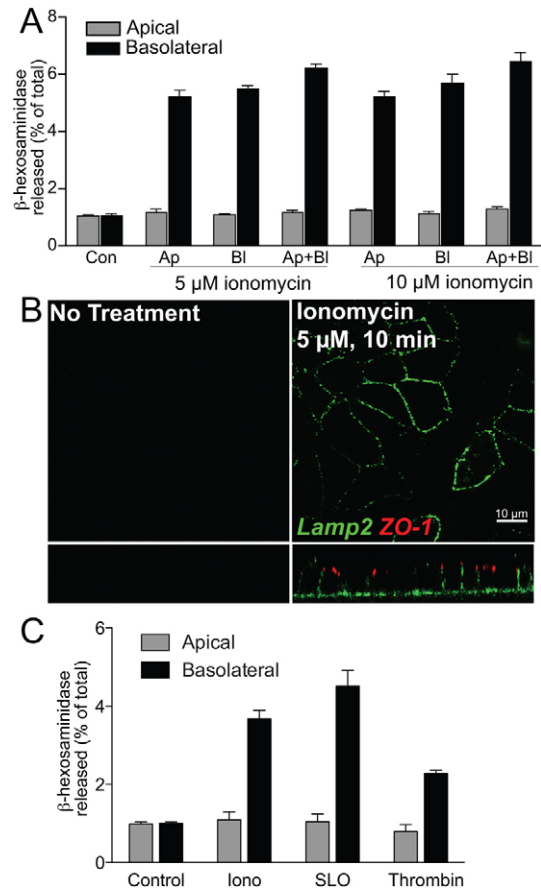 A
Apical
Basolateral
β-hexosaminidase
released (% of total)
8
6
4
2
0
Con
Ap
Bl
Ap+Bl
Ap
Bl
Ap+Bl
5 µM ionomycin
10 µM ionomycin
B
No Treatment
Ionomycin
5 µM, 10 min
10 µm
Lamp2 ZO-1
C
Apical
Basolateral
β-hexosaminidase
released (% of total)
6
4
2
0
Control
Iono
SLO
Thrombin